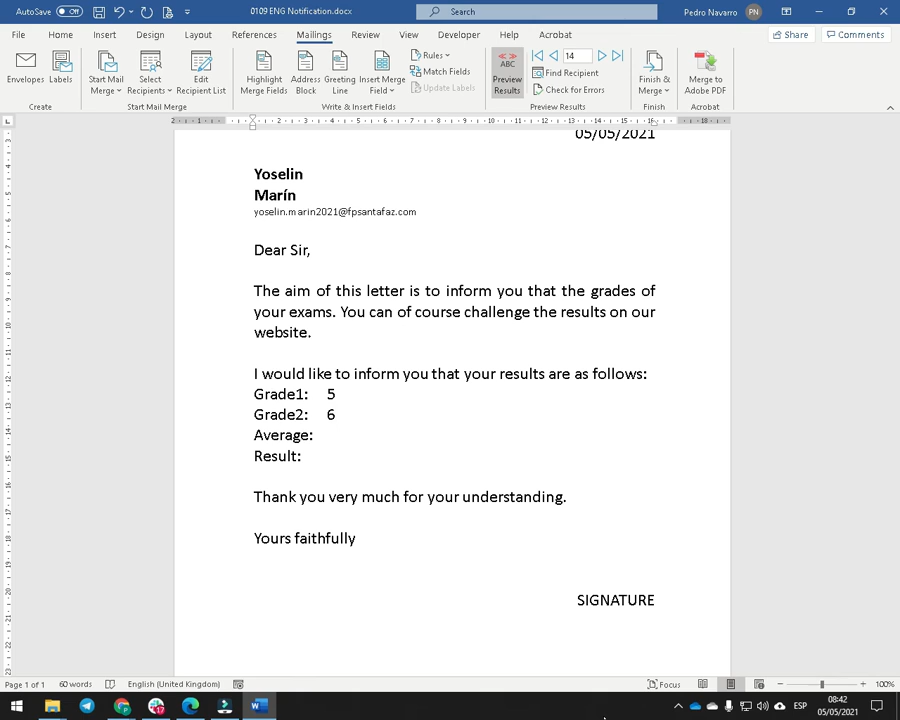 AutoSave Off 0109 ENG Notification.docx Search Pedro Navarro PN
File Home Insert Design Layout References Mailings Review View Developer Help Acrobat Share Comments
Envelopes Labels Start Mail Merge Select Recipients Edit Recipient List Highlight Merge Fields Address Block Greeting Line Insert Merge Field Rules Match Fields Update Labels ABC Preview Results 14 Find Recipient Check for Errors Finish & Merge Merge to Adobe PDF
Create Start Mail Merge Write & Insert Fields Preview Results Finish Acrobat
05/05/2021
Yoselin
Marín
yoselin.marin2021@fpsantafaz.com
Dear Sir,
The aim of this letter is to inform you that the grades of
your exams. You can of course challenge the results on our
website.
I would like to inform you that your results are as follows:
Grade1: 5
Grade2: 6
Average:
Result:
Thank you very much for your understanding.
Yours faithfully
SIGNATURE
Page 1 of 1 60 words English (United Kingdom) Focus 100%
17 ESP 08:42
05/05/2021